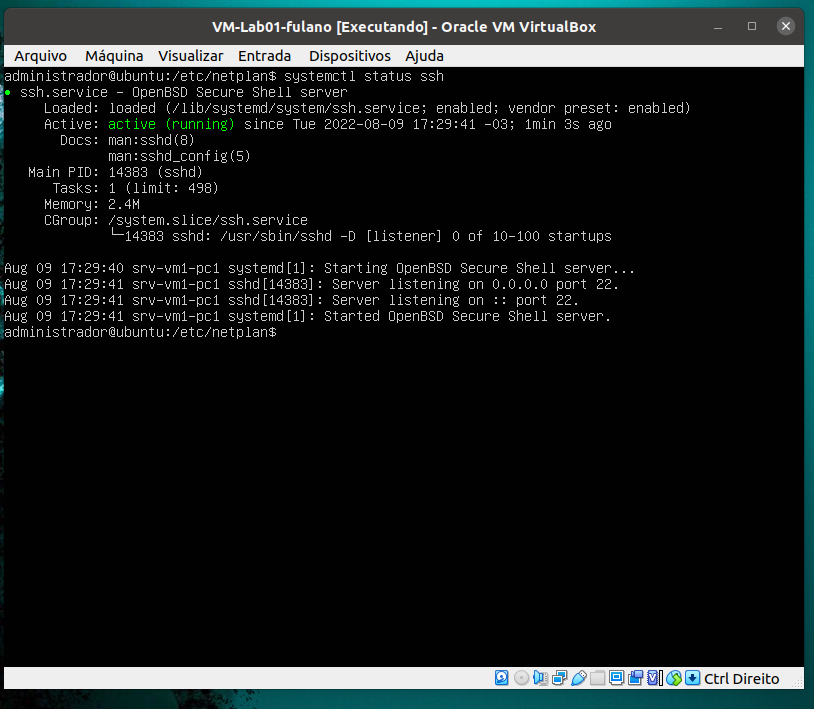 VM-Lab01-fulano [Executando] - Oracle VM VirtualBox
Arquivo Máquina Visualizar Entrada Dispositivos Ajuda
administrador@ubuntu:/etc/netplan$ systemctl status ssh
● ssh.service - OpenBSD Secure Shell server
Loaded: loaded (/lib/systemd/system/ssh.service; enabled; vendor preset: enabled)
Active: active (running) since Tue 2022-08-09 17:29:41 -03; 1min 3s ago
Docs: man:sshd(8)
man:sshd_config(5)
Main PID: 14383 (sshd)
Tasks: 1 (limit: 498)
Memory: 2.4M
CGroup: /system.slice/ssh.service
└─14383 sshd: /usr/sbin/sshd -D [listener] 0 of 10-100 startups
Aug 09 17:29:40 srv-vm1-pc1 systemd[1]: Starting OpenBSD Secure Shell server...
Aug 09 17:29:41 srv-vm1-pc1 sshd[14383]: Server listening on 0.0.0.0 port 22.
Aug 09 17:29:41 srv-vm1-pc1 sshd[14383]: Server listening on :: port 22.
Aug 09 17:29:41 srv-vm1-pc1 systemd[1]: Started OpenBSD Secure Shell server.
administrador@ubuntu:/etc/netplan$
Ctrl Direito